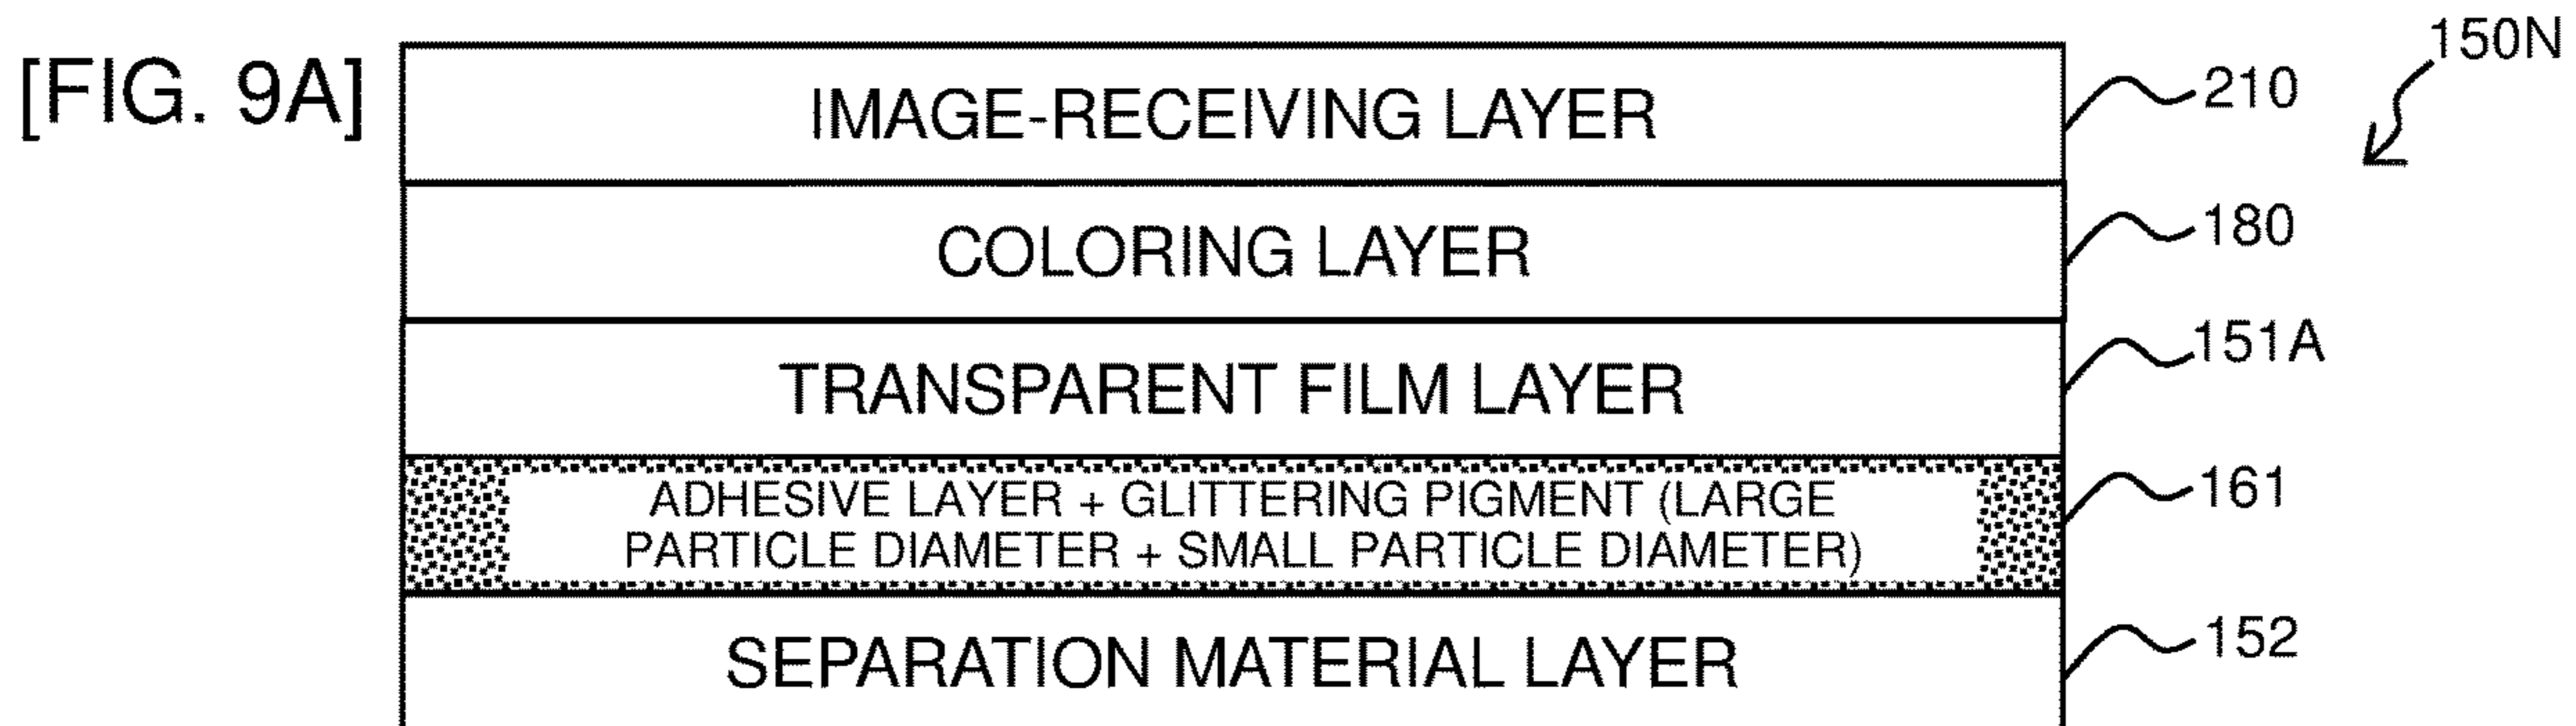 [FIG. 9A]
150N
IMAGE-RECEIVING LAYER
210
COLORING LAYER
180
TRANSPARENT FILM LAYER
151A
ADHESIVE LAYER + GLITTERING PIGMENT (LARGE
PARTICLE DIAMETER + SMALL PARTICLE DIAMETER)
161
SEPARATION MATERIAL LAYER
152